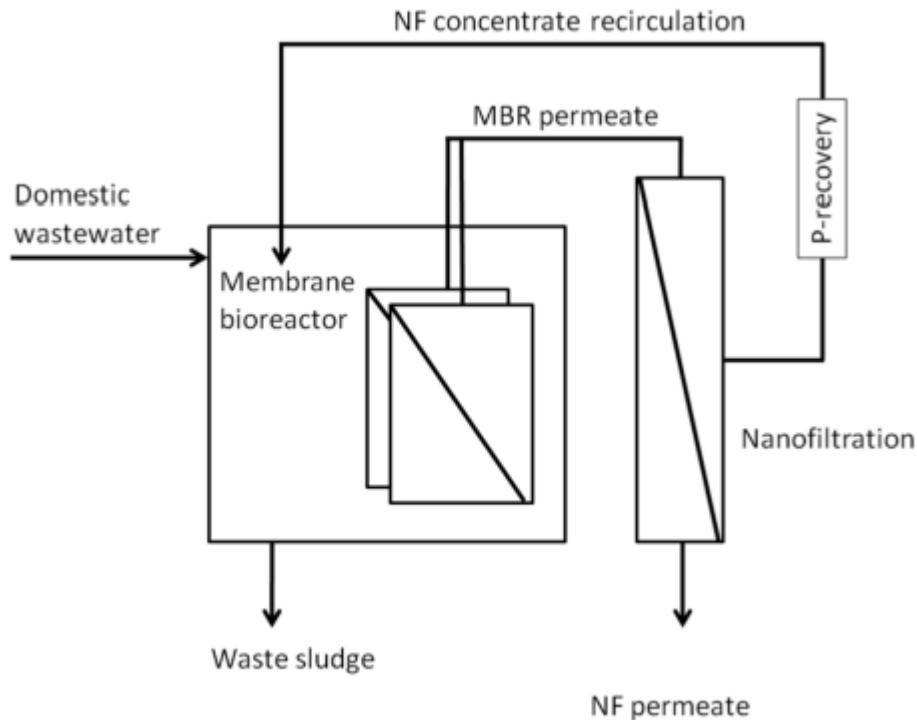 NF concentrate recirculation
MBR permeate
P-recovery
Domestic
wastewater
Membrane
bioreactor
Nanofiltration
Waste sludge
NF permeate